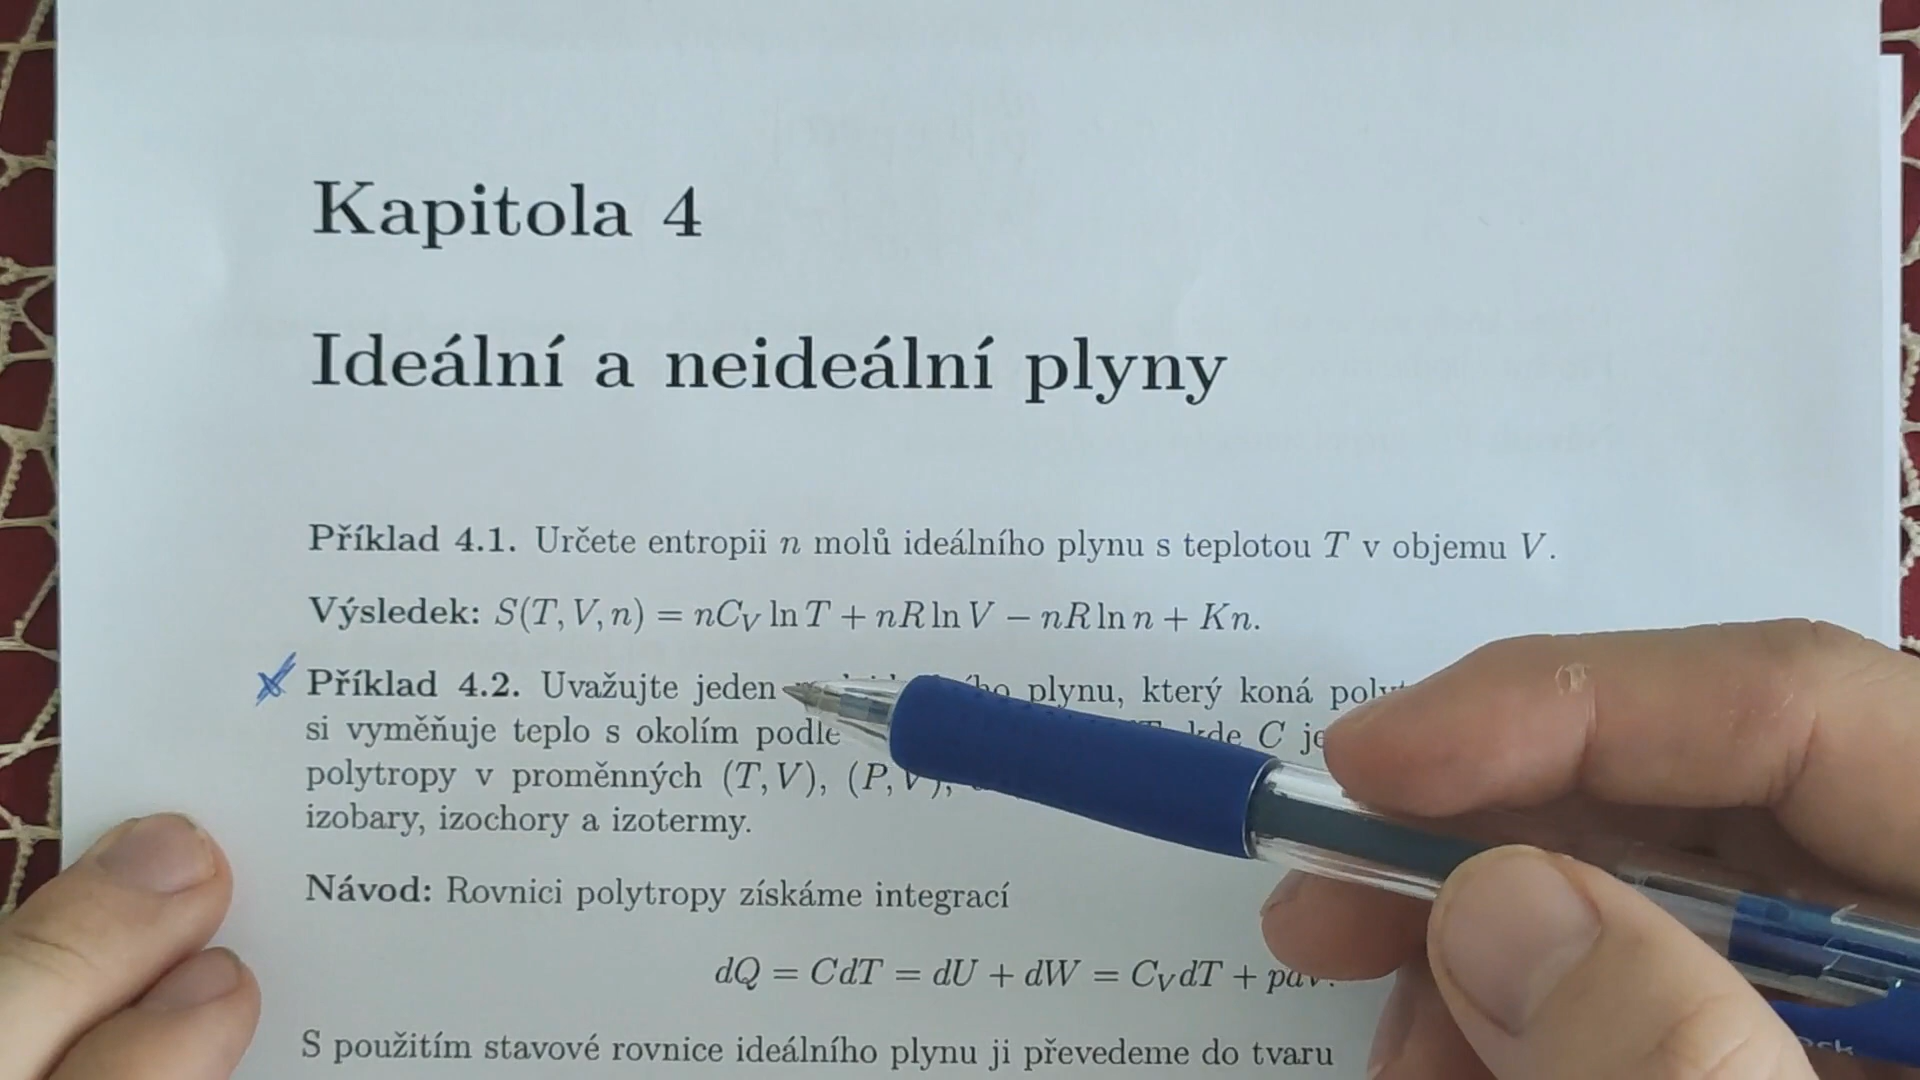 Kapitola 4
Ideální a neideální plyny
Příklad 4.1. Určete entropii n molů ideálního plynu s teplotou T v objemu V.
Výsledek: S(T, V, n) = nC_V ln T + nR ln V − nR ln n + Kn.
Příklad 4.2. Uvažujte jeden plynu, který koná
si vyměňuje teplo s okolím podle kde C je
polytropy v proměnných (T, V), (P, V),
izobary, izochory a izotermy.
Návod: Rovnici polytropy získáme integrací
dQ = CdT = dU + dW = C_V dT + pdV.
S použitím stavové rovnice ideálního plynu ji převedeme do tvaru